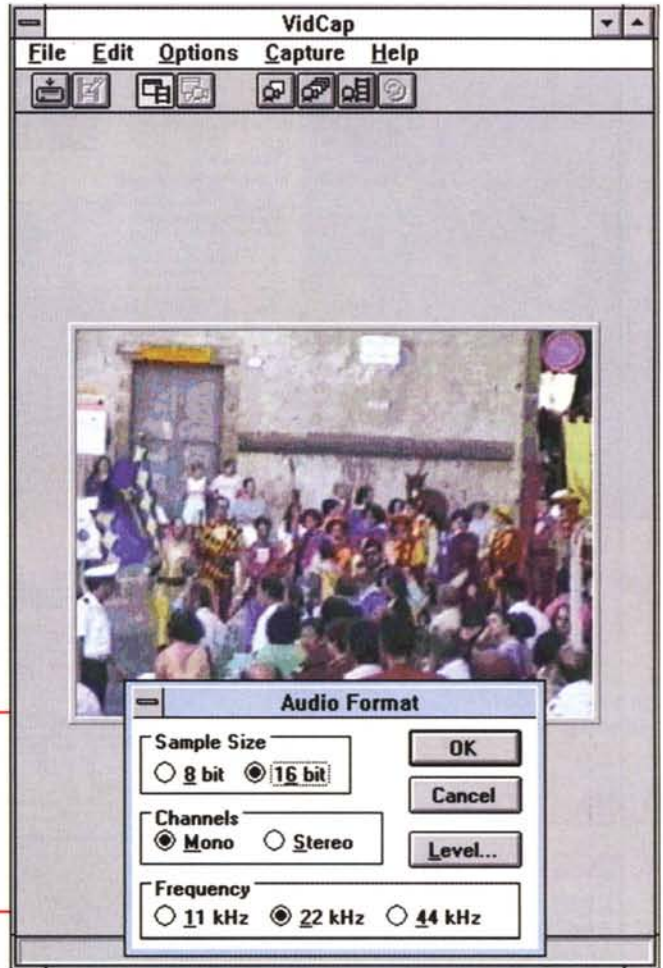 VidCap
File Edit Options Capture Help
Audio Format
Sample Size
8 bit 16 bit
OK
Cancel
Channels
Mono Stereo
Level...
Frequency
11 kHz 22 kHz 44 kHz